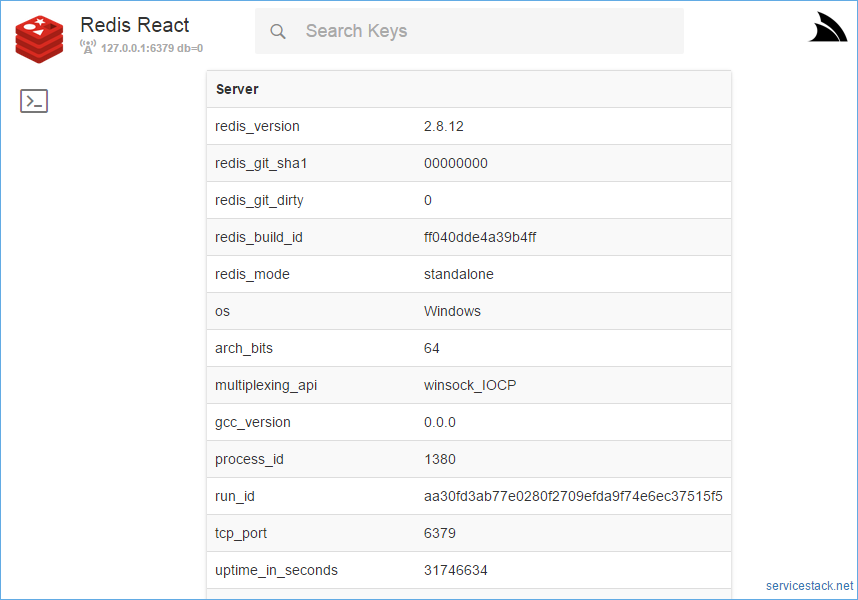 Redis React
127.0.0.1:6379 db=0
Search Keys
Server
redis_version 2.8.12
redis_git_sha1 00000000
redis_git_dirty 0
redis_build_id ff040dde4a39b4ff
redis_mode standalone
os Windows
arch_bits 64
multiplexing_api winsock_IOCP
gcc_version 0.0.0
process_id 1380
run_id aa30fd3ab77e0280f2709efda9f74e6ec37515f5
tcp_port 6379
uptime_in_seconds 31746634
servicestack.net